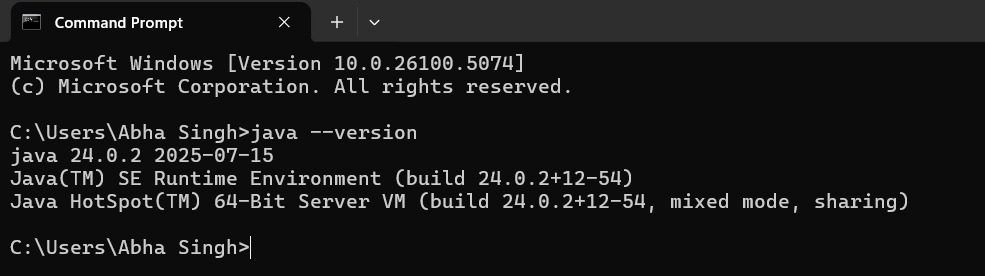 Command Prompt
Microsoft Windows [Version 10.0.26100.5074]
(c) Microsoft Corporation. All rights reserved.
C:\Users\Abha Singh>java --version
java 24.0.2 2025-07-15
Java(TM) SE Runtime Environment (build 24.0.2+12-54)
Java HotSpot(TM) 64-Bit Server VM (build 24.0.2+12-54, mixed mode, sharing)
C:\Users\Abha Singh>